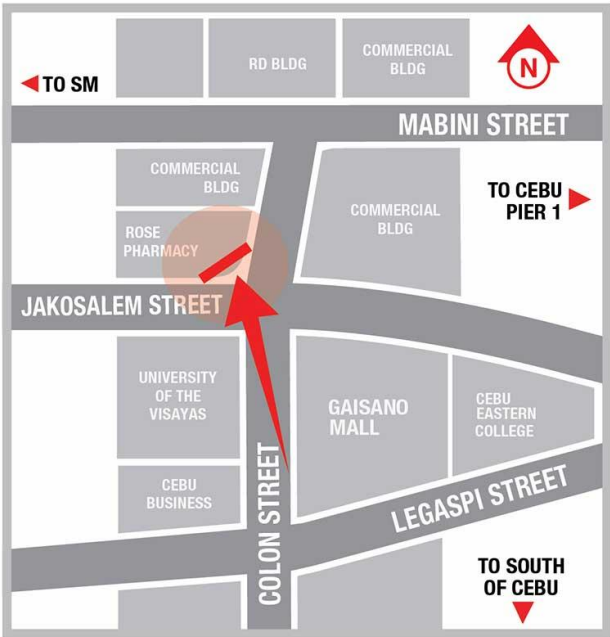 RD BLDG
COMMERCIAL
BLDG
N
TO SM
MABINI STREET
COMMERCIAL
BLDG
TO CEBU
PIER 1
COMMERCIAL
BLDG
ROSE
PHARMACY
JAKOSALEM STREET
UNIVERSITY
OF THE
VISAYAS
GAISANO
MALL
CEBU
EASTERN
COLLEGE
CEBU
BUSINESS
COLON STREET
LEGASPI STREET
TO SOUTH
OF CEBU